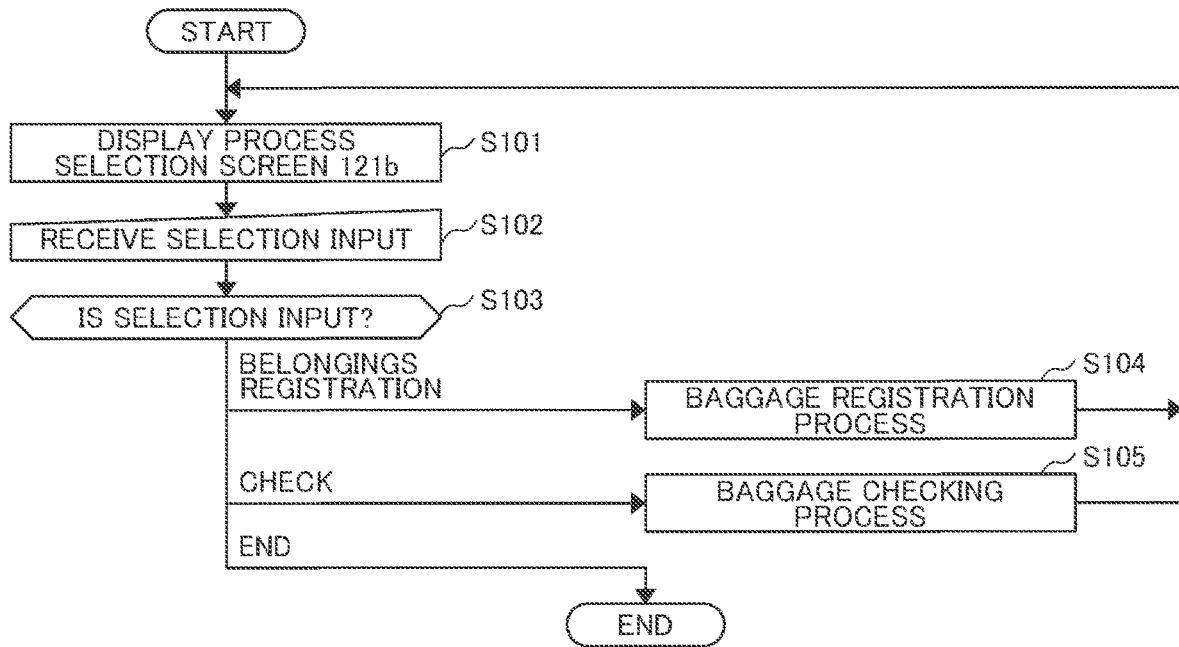 START
DISPLAY PROCESS
SELECTION SCREEN 121b
S101
RECEIVE SELECTION INPUT
S102
IS SELECTION INPUT?
S103
BELONGINGS
REGISTRATION
BAGGAGE REGISTRATION
PROCESS
S104
CHECK
BAGGAGE CHECKING
PROCESS
S105
END
END